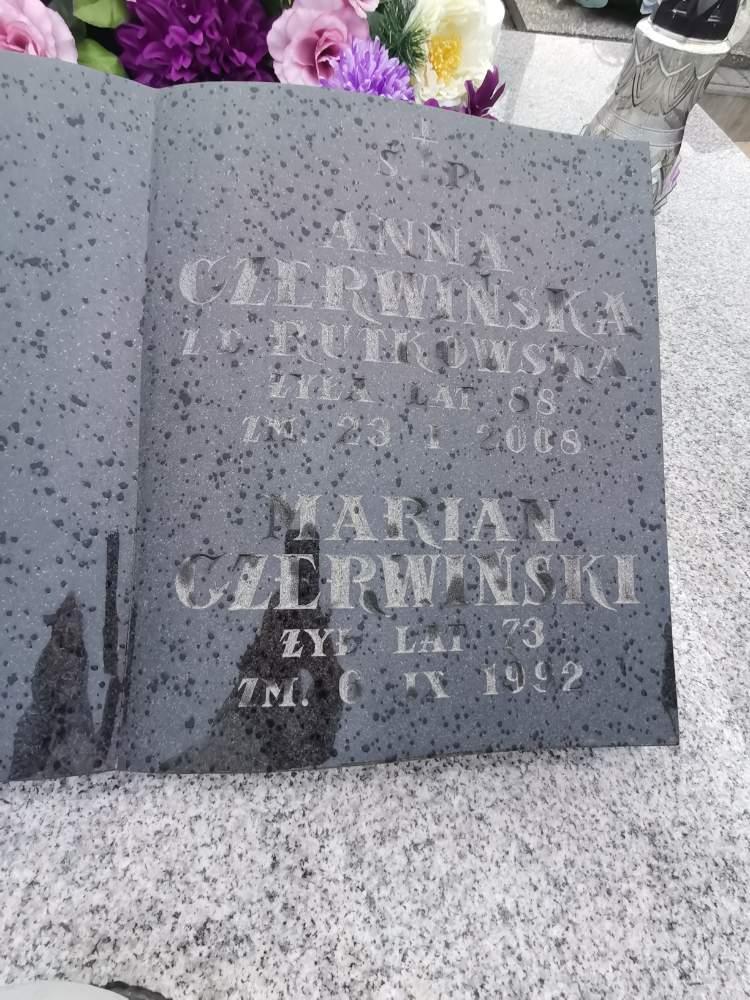 Ś P
ANNA
CZERWIŃSKA
Z D. RUTKOWSKA
ŻYŁA LAT 88
ZM. 23 I 2008
MARIAN
CZERWIŃSKI
ŻYŁ LAT 73
ZM. 6 IX 1992